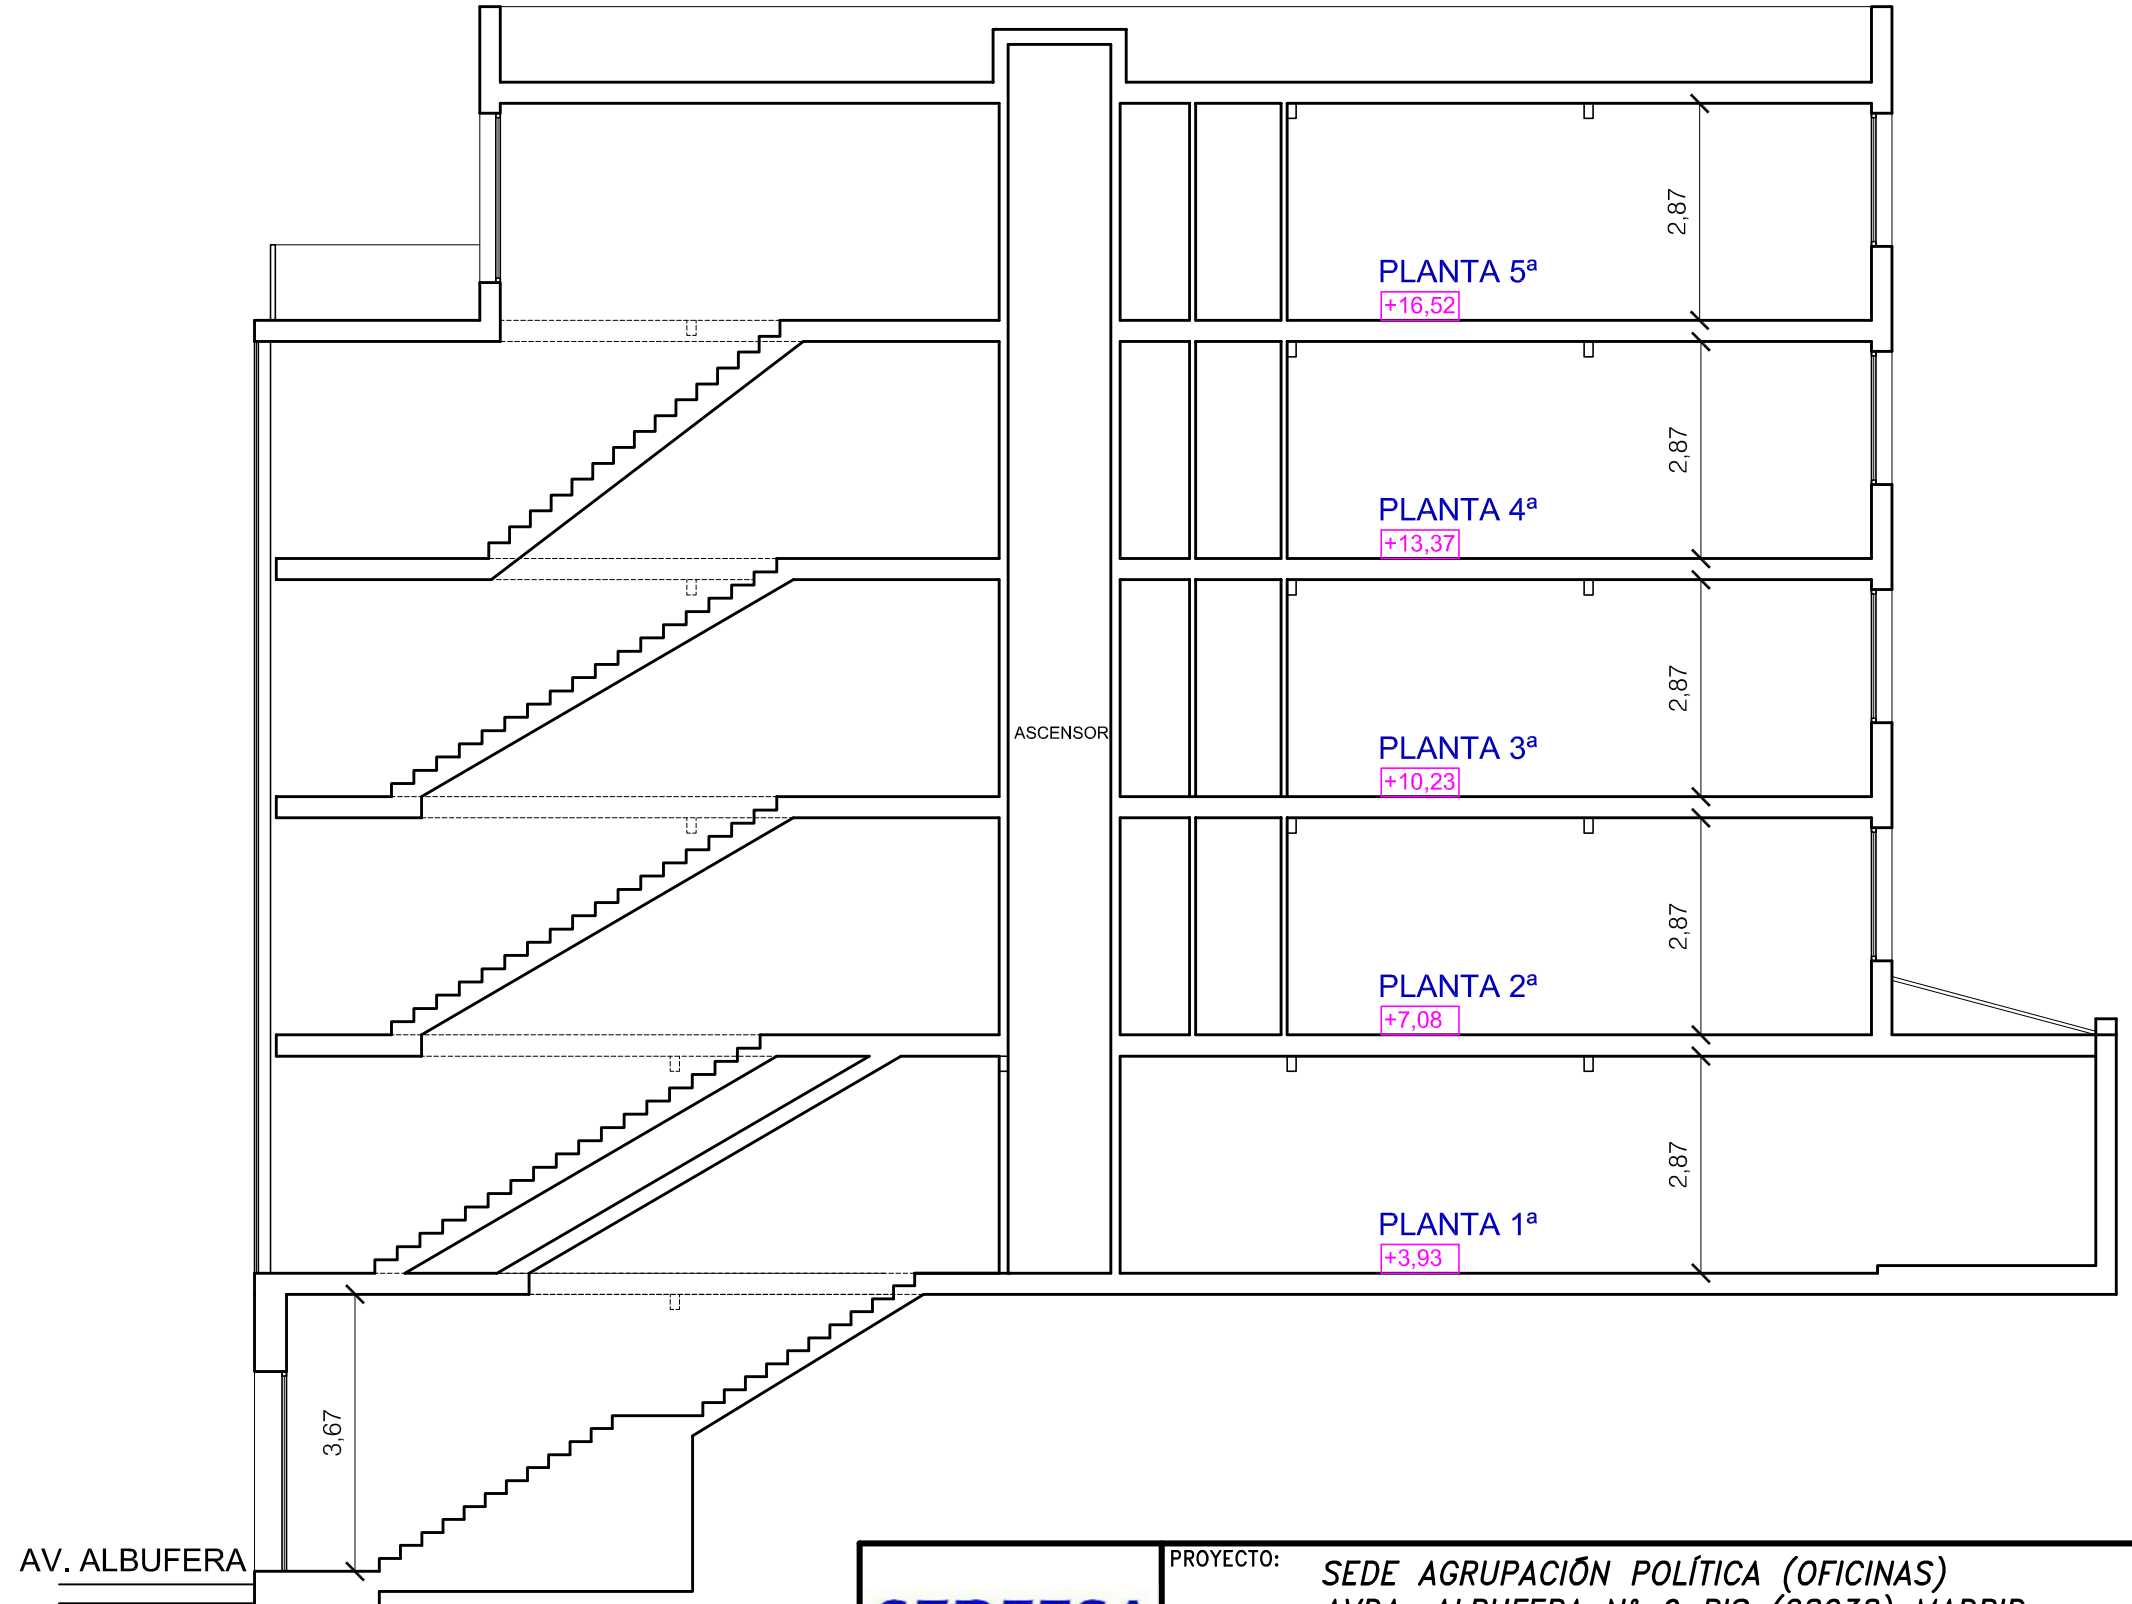 2,87
PLANTA 5ª
+16,52
2,87
PLANTA 4ª
+13,37
2,87
ASCENSOR
PLANTA 3ª
+10,23
2,87
PLANTA 2ª
+7,08
2,87
PLANTA 1ª
+3,93
3,67
AV. ALBUFERA
PROYECTO:
SEDE AGRUPACIÓN POLÍTICA (OFICINAS)
MADRID